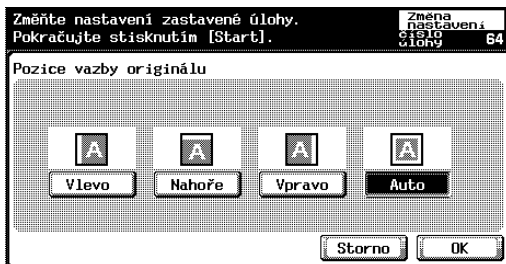 Změňte nastavení zastavené úlohy.
Pokračujte stisknutím [Start].
Změna
nastavení
číslo
úlohy 64
Pozice vazby originálu
A A A A
Vlevo Nahoře Vpravo Auto
Storno OK